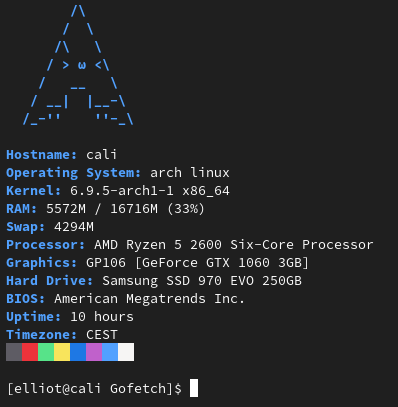 /\
/  \
/\   \
/ > ω <\
/   __   \
/ __|  |__-\
/_-''    ''-_\
Hostname: cali
Operating System: arch linux
Kernel: 6.9.5-arch1-1 x86_64
RAM: 5572M / 16716M (33%)
Swap: 4294M
Processor: AMD Ryzen 5 2600 Six-Core Processor
Graphics: GP106 [GeForce GTX 1060 3GB]
Hard Drive: Samsung SSD 970 EVO 250GB
BIOS: American Megatrends Inc.
Uptime: 10 hours
Timezone: CEST
[elliot@cali Gofetch]$